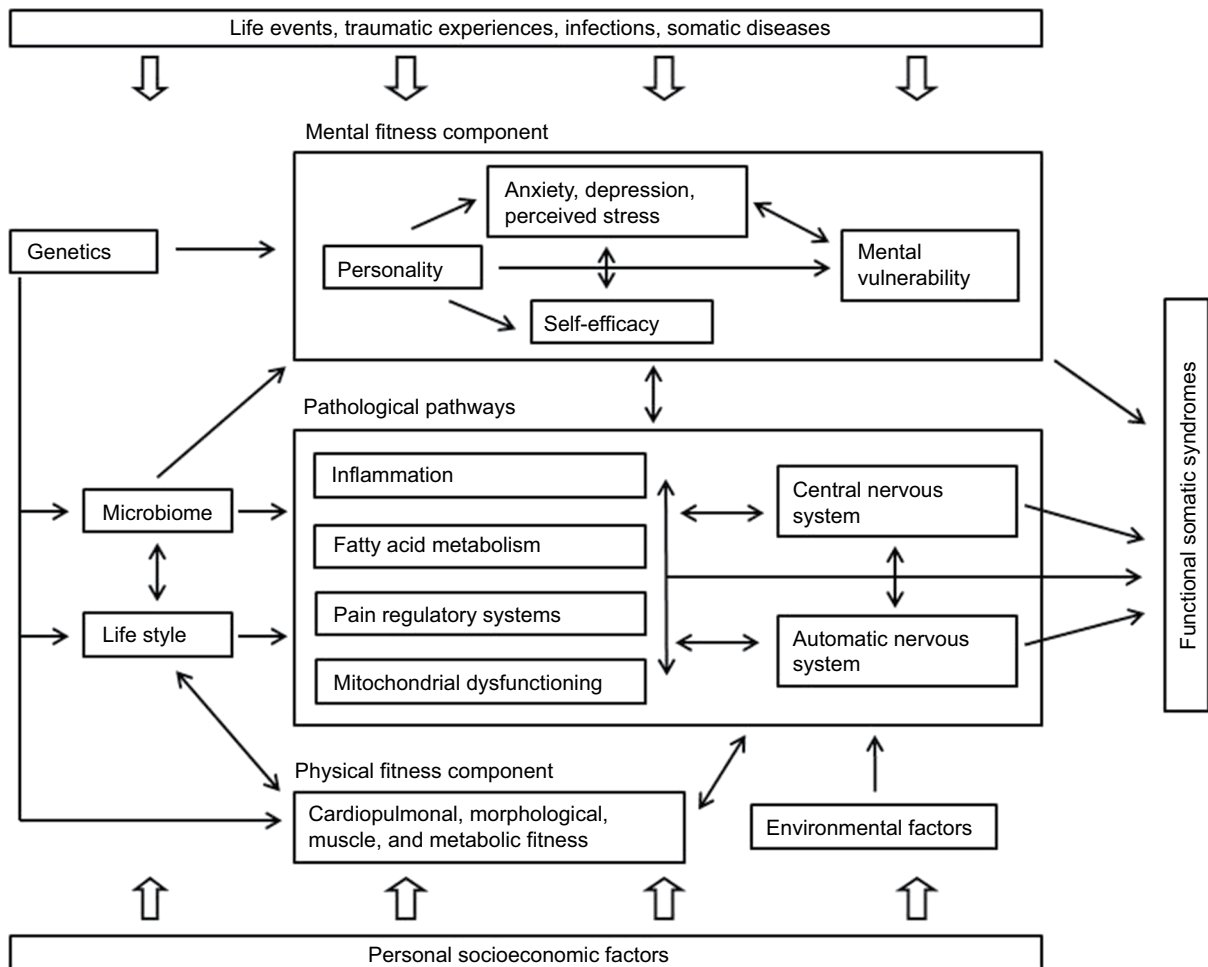 Life events, traumatic experiences, infections, somatic diseases
Mental fitness component
Anxiety, depression,
perceived stress
Genetics
Personality
Mental
vulnerability
Self-efficacy
Pathological pathways
Inflammation
Microbiome
Central nervous
system
Fatty acid metabolism
Pain regulatory systems
Life style
Automatic nervous
system
Mitochondrial dysfunctioning
Functional somatic syndromes
Physical fitness component
Cardiopulmonal, morphological,
muscle, and metabolic fitness
Environmental factors
Personal socioeconomic factors